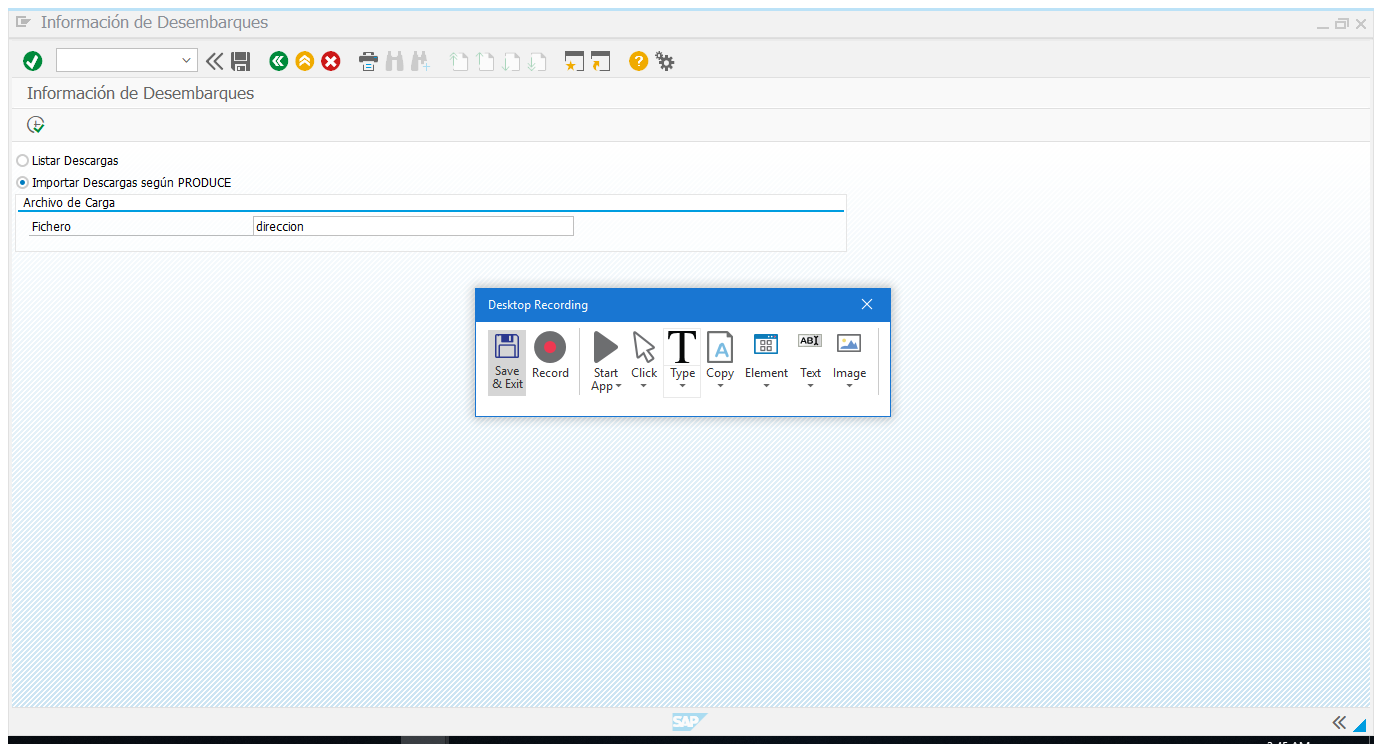 Información de Desembarques
Información de Desembarques
Listar Descargas
Importar Descargas según PRODUCE
Archivo de Carga
Fichero direccion
Desktop Recording
Save & Exit
Record
Start App
Click
Type
Copy
Element
ABI
Text
Image
SAP